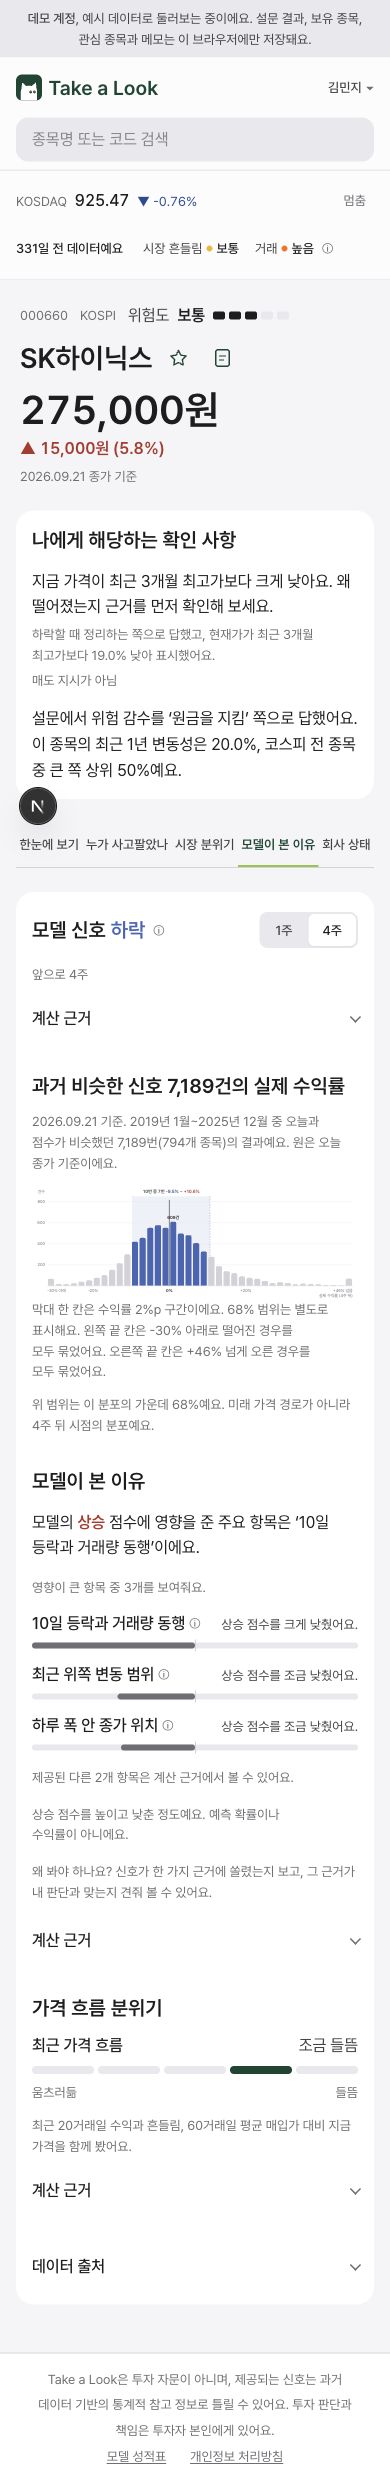 데모 계정, 예시 데이터로 둘러보는 중이에요. 설문 결과, 보유 종목,
관심 종목과 메모는 이 브라우저에만 저장돼요.
Take a Look
김민지
종목명 또는 코드 검색
KOSDAQ 925.47 ▼ -0.76% 멈춤
331일 전 데이터예요 시장 흔들림 보통 거래 높음
000660 KOSPI 위험도 보통
SK하이닉스
275,000원
▲ 15,000원 (5.8%)
2026.09.21 종가 기준
나에게 해당하는 확인 사항
지금 가격이 최근 3개월 최고가보다 크게 낮아요. 왜
떨어졌는지 근거를 먼저 확인해 보세요.
하락할 때 정리하는 쪽으로 답했고, 현재가가 최근 3개월
최고가보다 19.0% 낮아 표시했어요.
매도 지시가 아님
설문에서 위험 감수를 ‘원금을 지킴’ 쪽으로 답했어요.
이 종목의 최근 1년 변동성은 20.0%, 코스피 전 종목
중 큰 쪽 상위 50%예요.
N
한눈에 보기 누가 사고팔았나 시장 분위기 모델이 본 이유 회사 상태
모델 신호 하락
1주 4주
앞으로 4주
계산 근거
과거 비슷한 신호 7,189건의 실제 수익률
2026.09.21 기준. 2019년 1월~2025년 12월 중 오늘과
점수가 비슷했던 7,189번(794개 종목)의 결과예요. 원은 오늘
종가 기준이에요.
10번 중 7번 -9.6% ~ +10.6%
800
600
400
200
0%
+20%
막대 한 칸은 수익률 2%p 구간이에요. 68% 범위는 별도로
표시해요. 왼쪽 끝 칸은 -30% 아래로 떨어진 경우를
모두 묶었어요. 오른쪽 끝 칸은 +46% 넘게 오른 경우를
모두 묶었어요.
위 범위는 이 분포의 가운데 68%예요. 미래 가격 경로가 아니라
4주 뒤 시점의 분포예요.
모델이 본 이유
모델의 상승 점수에 영향을 준 주요 항목은 ‘10일
등락과 거래량 동행’이에요.
영향이 큰 항목 중 3개를 보여줘요.
10일 등락과 거래량 동행 상승 점수를 크게 낮췄어요.
최근 위쪽 변동 범위 상승 점수를 조금 낮췄어요.
하루 폭 안 종가 위치 상승 점수를 조금 낮췄어요.
제공된 다른 2개 항목은 계산 근거에서 볼 수 있어요.
상승 점수를 높이고 낮춘 정도예요. 예측 확률이나
수익률이 아니에요.
왜 봐야 하나요? 신호가 한 가지 근거에 쏠렸는지 보고, 그 근거가
내 판단과 맞는지 견줘 볼 수 있어요.
계산 근거
가격 흐름 분위기
최근 가격 흐름 조금 들뜸
움츠러듦 들뜸
최근 20거래일 수익과 흔들림, 60거래일 평균 매입가 대비 지금
가격을 함께 봤어요.
계산 근거
데이터 출처
Take a Look은 투자 자문이 아니며, 제공되는 신호는 과거
데이터 기반의 통계적 참고 정보로 틀릴 수 있어요. 투자 판단과
책임은 투자자 본인에게 있어요.
모델 성적표 개인정보 처리방침